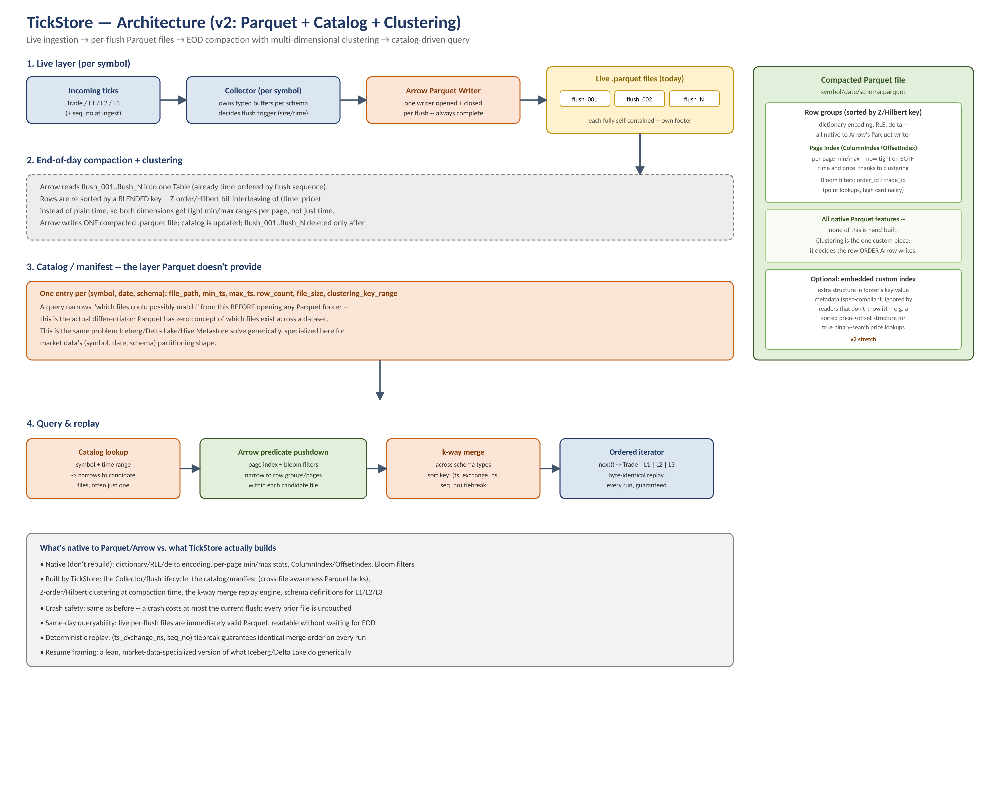 TickStore — Architecture (v2: Parquet + Catalog + Clustering)
Live ingestion → per-flush Parquet files → EOD compaction with multi-dimensional clustering → catalog-driven query
1. Live layer (per symbol)
Incoming ticks
Trade / L1 / L2 / L3
(+ seq_no at ingest)
Collector (per symbol)
owns typed buffers per schema
decides flush trigger (size/time)
Arrow Parquet Writer
one writer opened + closed
per flush -- always complete
Live .parquet files (today)
flush_001
flush_002
flush_N
each fully self-contained -- own footer
2. End-of-day compaction + clustering
Arrow reads flush_001..flush_N into one Table (already time-ordered by flush sequence).
Rows are re-sorted by a BLENDED key -- Z-order/Hilbert bit-interleaving of (time, price) --
instead of plain time, so both dimensions get tight min/max ranges per page, not just time.
Arrow writes ONE compacted .parquet file; catalog is updated; flush_001..flush_N deleted only after.
3. Catalog / manifest -- the layer Parquet doesn't provide
One entry per (symbol, date, schema): file_path, min_ts, max_ts, row_count, file_size, clustering_key_range
A query narrows "which files could possibly match" from this BEFORE opening any Parquet footer --
this is the actual differentiator: Parquet has zero concept of which files exist across a dataset.
This is the same problem Iceberg/Delta Lake/Hive Metastore solve generically, specialized here for
market data's (symbol, date, schema) partitioning shape.
Compacted Parquet file
symbol/date/schema.parquet
Row groups (sorted by Z/Hilbert key)
dictionary encoding, RLE, delta --
all native to Arrow's Parquet writer
Page Index (ColumnIndex+OffsetIndex)
per-page min/max -- now tight on BOTH
time and price, thanks to clustering
Bloom filters: order_id / trade_id
(point lookups, high cardinality)
All native Parquet features --
none of this is hand-built.
Clustering is the one custom piece:
it decides the row ORDER Arrow writes.
Optional: embedded custom index
extra structure in footer's key-value
metadata (spec-compliant, ignored by
readers that don't know it) -- e.g. a
sorted price->offset structure for
true binary-search price lookups
v2 stretch
4. Query & replay
Catalog lookup
symbol + time range
-> narrows to candidate
files, often just one
Arrow predicate pushdown
page index + bloom filters
narrow to row groups/pages
within each candidate file
k-way merge
across schema types
sort key: (ts_exchange_ns,
seq_no) tiebreak
Ordered iterator
next() -> Trade | L1 | L2 | L3
byte-identical replay,
every run, guaranteed
What's native to Parquet/Arrow vs. what TickStore actually builds
• Native (don't rebuild): dictionary/RLE/delta encoding, per-page min/max stats, ColumnIndex/OffsetIndex, Bloom filters
• Built by TickStore: the Collector/flush lifecycle, the catalog/manifest (cross-file awareness Parquet lacks),
Z-order/Hilbert clustering at compaction time, the k-way merge replay engine, schema definitions for L1/L2/L3
• Crash safety: same as before -- a crash costs at most the current flush; every prior file is untouched
• Same-day queryability: live per-flush files are immediately valid Parquet, readable without waiting for EOD
• Deterministic replay: (ts_exchange_ns, seq_no) tiebreak guarantees identical merge order on every run
• Resume framing: a lean, market-data-specialized version of what Iceberg/Delta Lake do generically